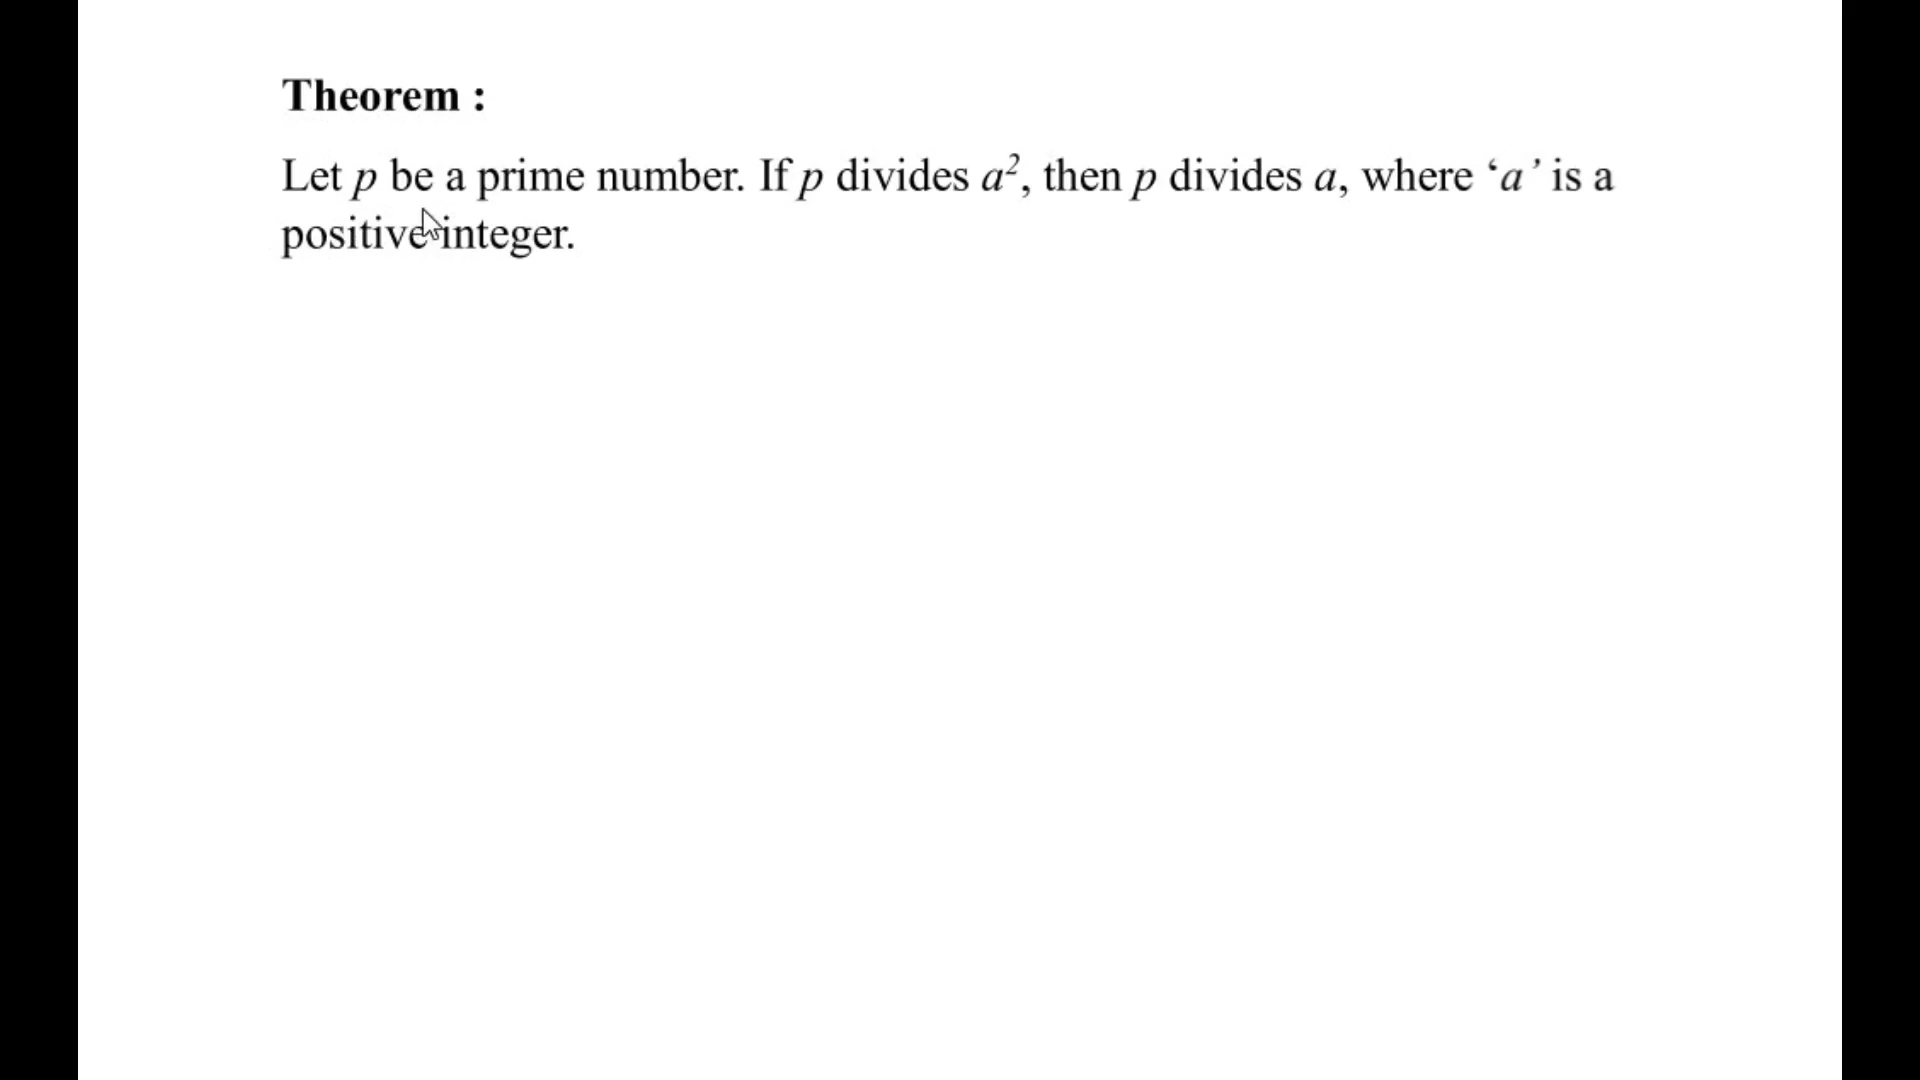 Theorem :
Let p be a prime number. If p divides a², then p divides a, where ‘a’ is a
positive integer.